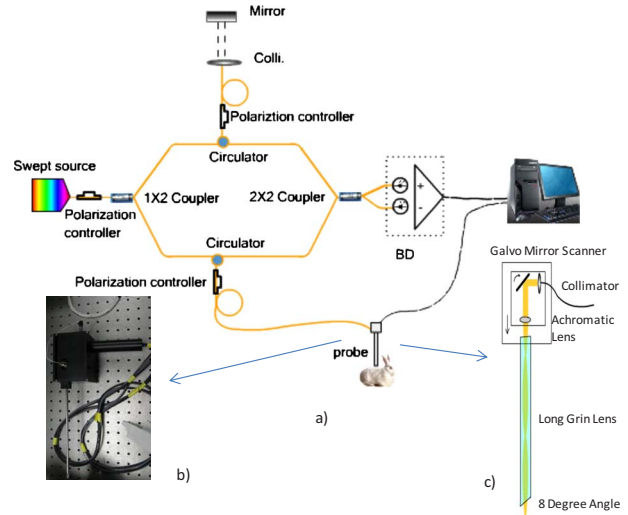 Mirror
Colli.
Polariztion controller
Circulator
Swept source
1X2 Coupler
2X2 Coupler
Polarization
controller
BD
Circulator
Polarization controller
Galvo Mirror Scanner
Collimator
Achromatic
Lens
probe
a)
Long Grin Lens
b)
c)
8 Degree Angle